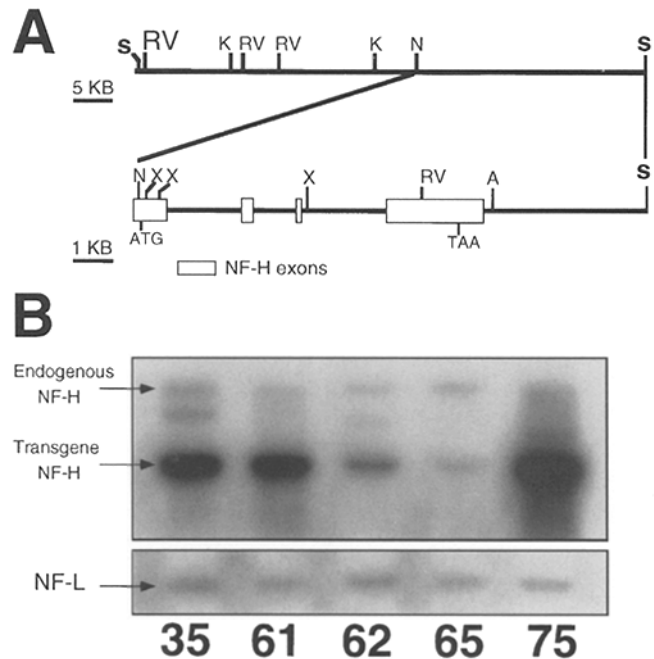 A
S RV K RV RV K N S
5 KB
N X X X RV A S
ATG TAA
1 KB
NF-H exons
B
Endogenous
NF-H
Transgene
NF-H
NF-L
35 61 62 65 75